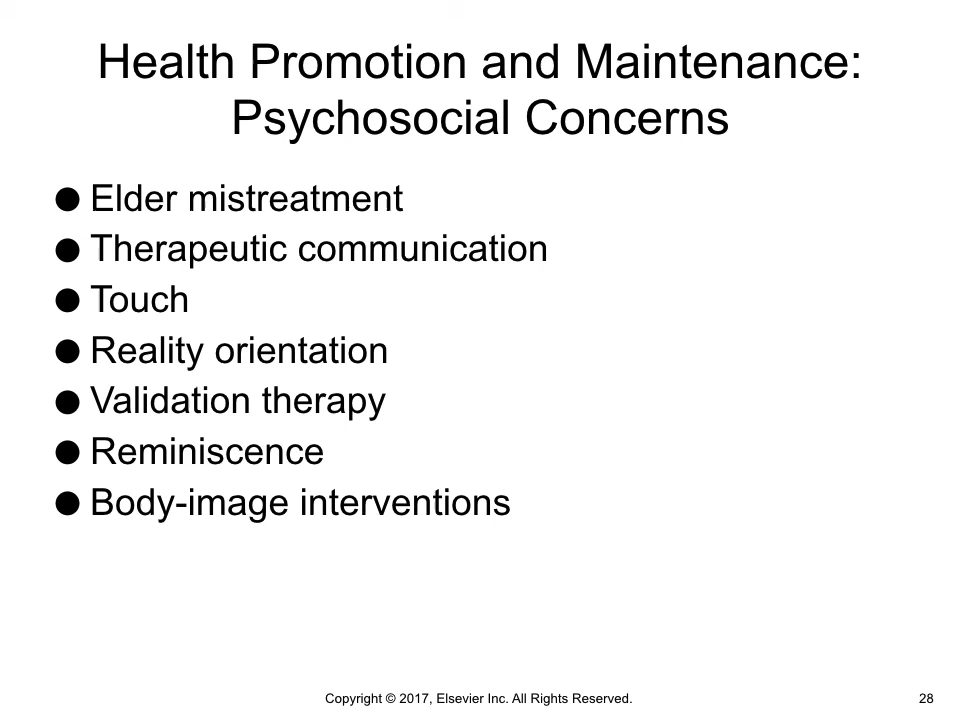 Health Promotion and Maintenance:
Psychosocial Concerns
● Elder mistreatment
● Therapeutic communication
● Touch
● Reality orientation
● Validation therapy
● Reminiscence
● Body-image interventions
Copyright © 2017, Elsevier Inc. All Rights Reserved.
28